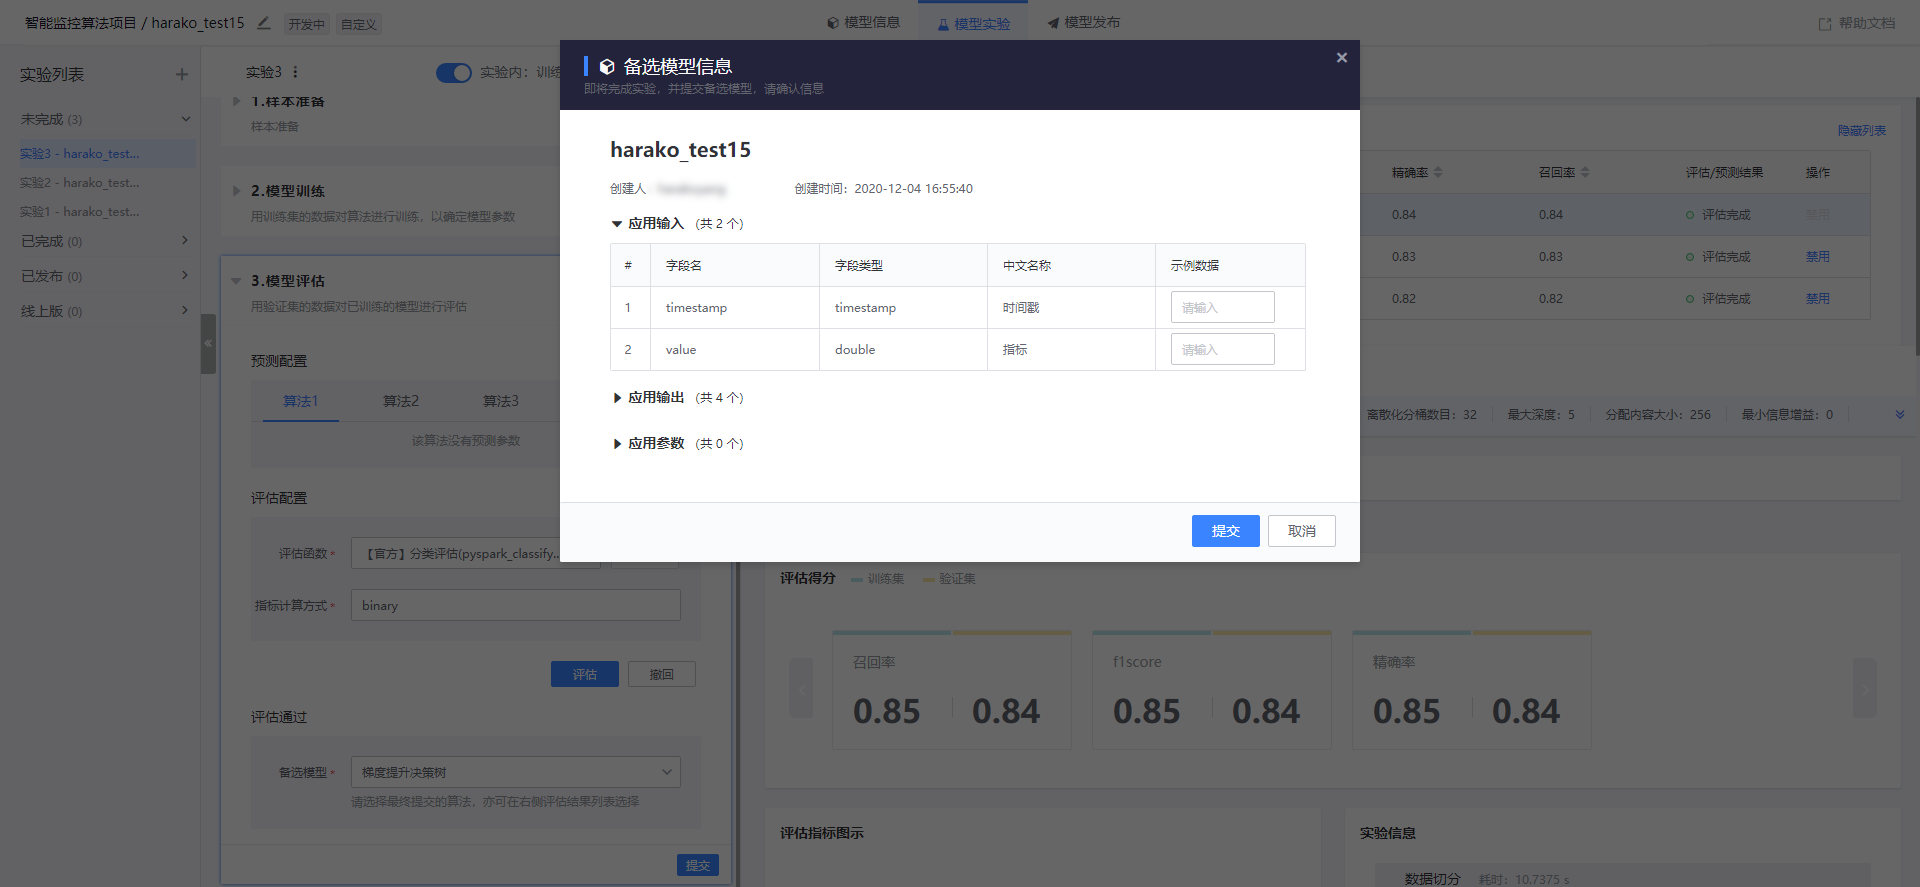 智能监控算法项目 / harako_test15 开发中 自定义
模型信息 模型实验 模型发布
帮助文档
实验列表
未完成 (3)
实验3 - harako_test...
实验2 - harako_test...
实验1 - harako_test...
已完成 (0)
已发布 (0)
线上版 (0)
实验3 实验内：训练
1.样本准备
样本准备
2.模型训练
用训练集的数据对算法进行训练，以确定模型参数
3.模型评估
用验证集的数据对已训练的模型进行评估
预测配置
算法1 算法2 算法3
该算法没有预测参数
评估配置
评估函数 * 【官方】分类评估(pyspark_classify...
指标计算方式 * binary
评估 撤回
评估通过
备选模型 * 梯度提升决策树
请选择最终提交的算法，亦可在右侧评估结果列表选择
提交
备选模型信息
即将完成实验，并提交备选模型，请确认信息
harako_test15
创建人
创建时间：2020-12-04 16:55:40
应用输入 (共 2 个)
# 字段名 字段类型 中文名称 示例数据
1 timestamp timestamp 时间戳 请输入
2 value double 指标 请输入
应用输出 (共 4 个)
应用参数 (共 0 个)
提交 取消
隐藏列表
精确率 召回率 评估/预测结果 操作
0.84 0.84 评估完成 禁用
0.83 0.83 评估完成 禁用
0.82 0.82 评估完成 禁用
离散化分桶数目：32 最大深度：5 分配内容大小：256 最小信息增益：0
评估得分 训练集 验证集
召回率
0.85 0.84
f1score
0.85 0.84
精确率
0.85 0.84
评估指标图示
实验信息
数据切分 耗时：10.7375 s